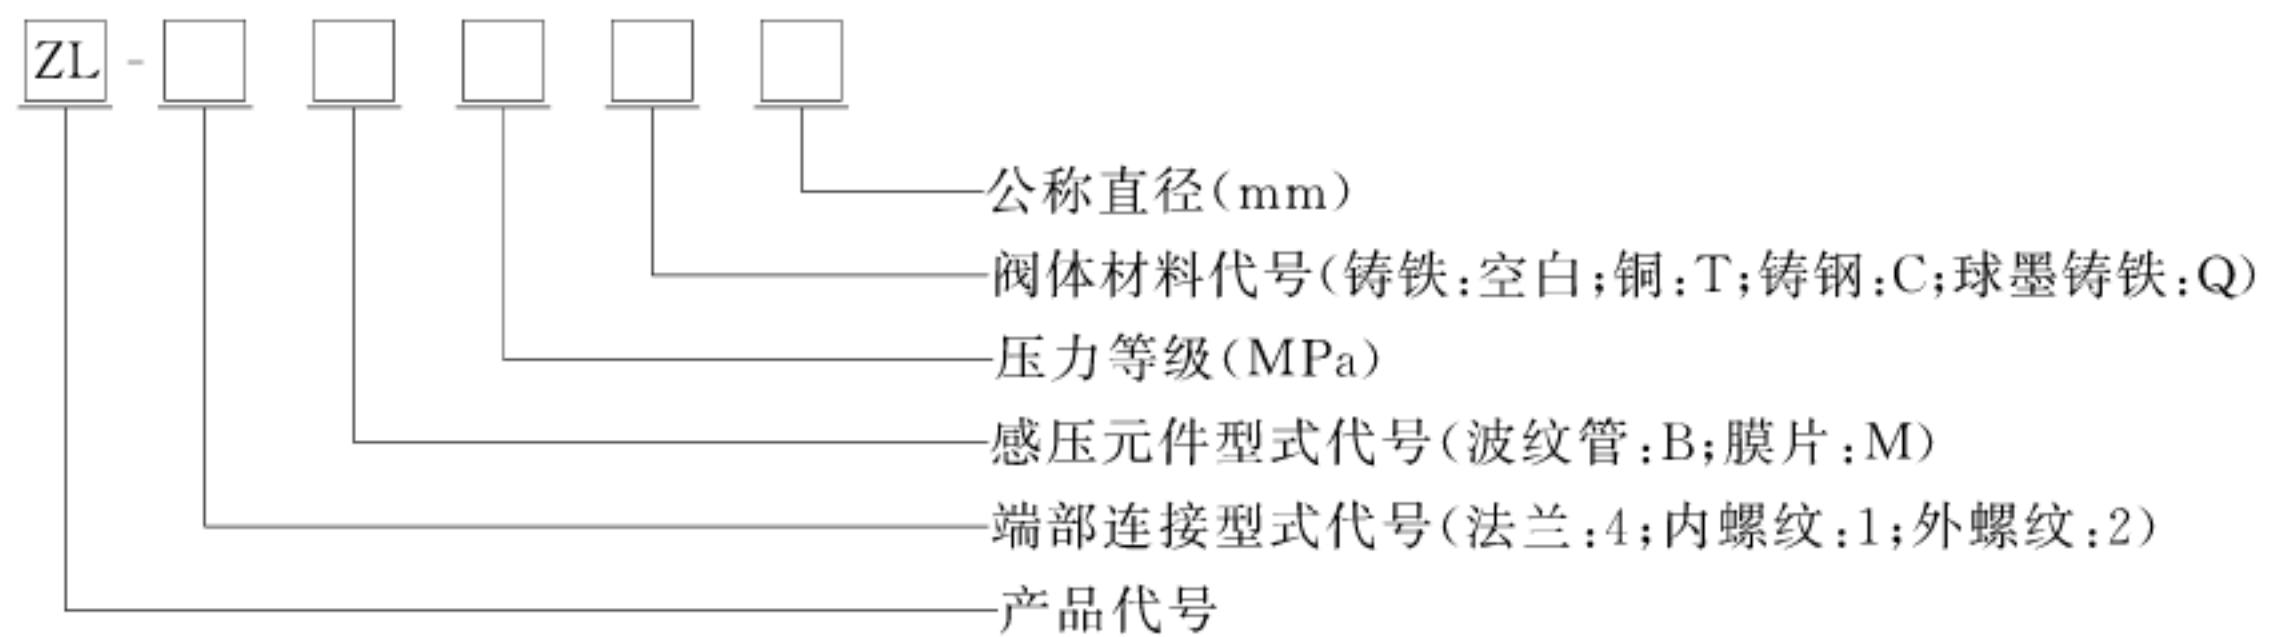 ZL -
公称直径(mm)
阀体材料代号(铸铁:空白;铜:T;铸钢:C;球墨铸铁:Q)
压力等级(MPa)
感压元件型式代号(波纹管:B;膜片:M)
端部连接型式代号(法兰:4;内螺纹:1;外螺纹:2)
产品代号